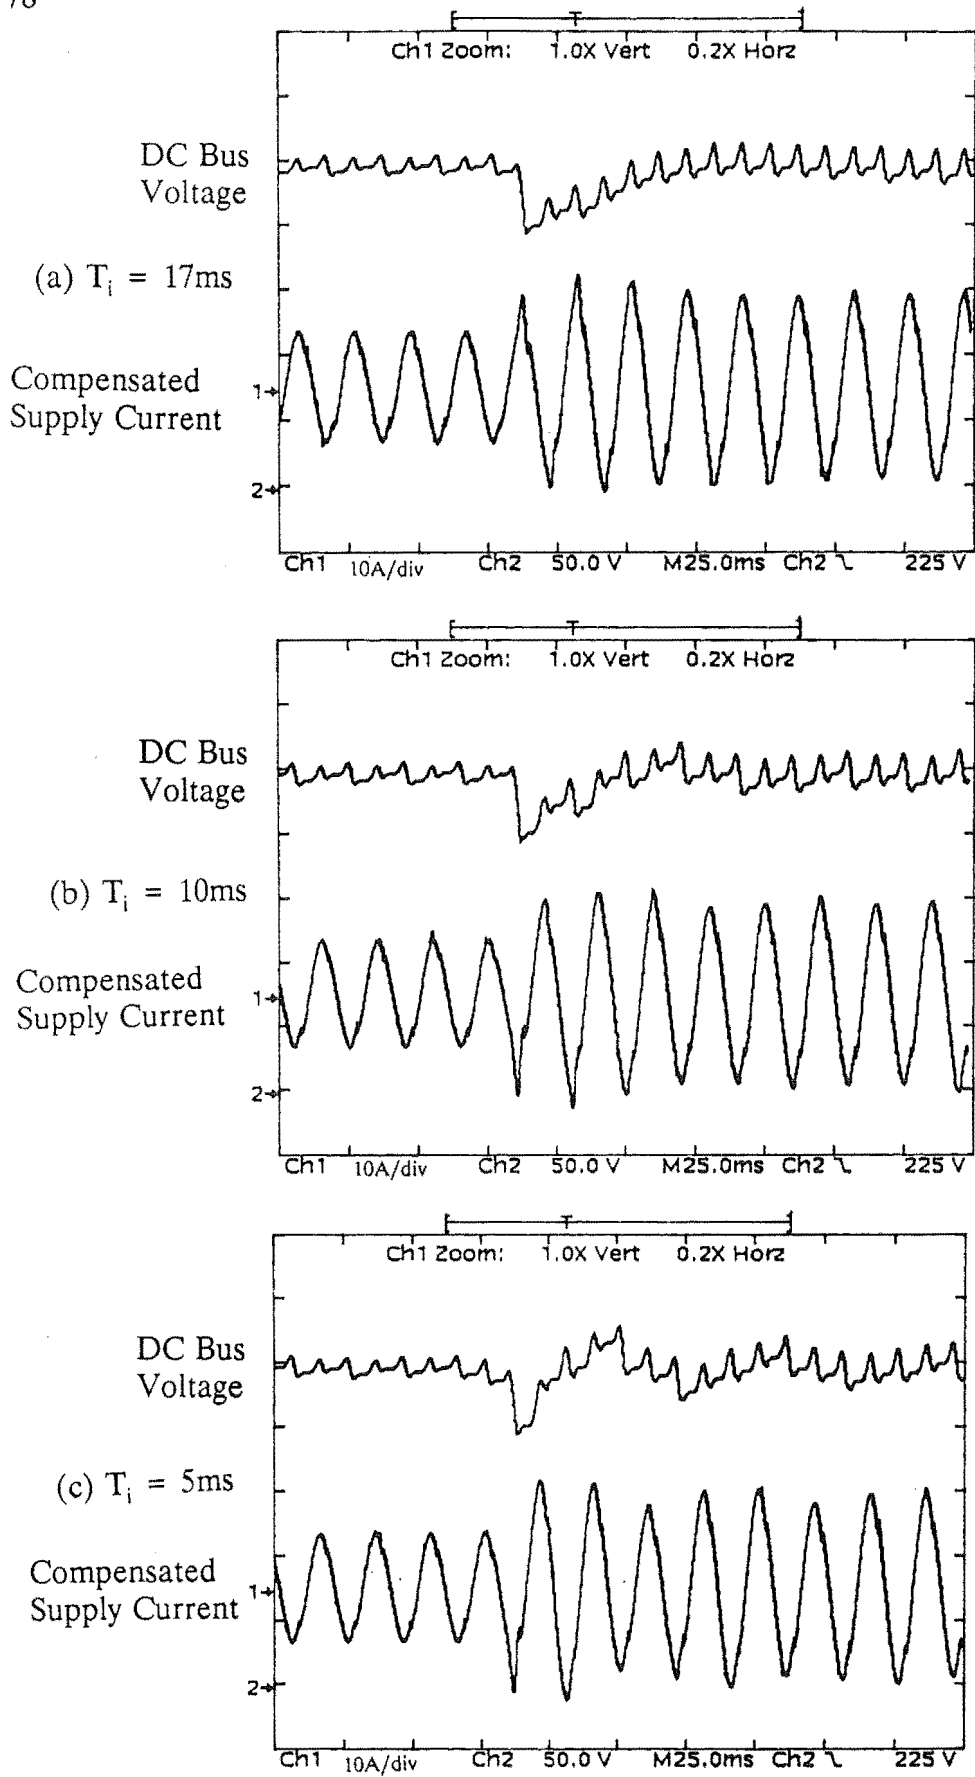 Ch1 Zoom: 1.0X Vert 0.2X Horz
DC Bus
Voltage
(a) Ti = 17ms
Compensated
Supply Current
1
2
Ch1 10A/div Ch2 50.0 V M25.0ms Ch2 225 V
Ch1 Zoom: 1.0X Vert 0.2X Horz
DC Bus
Voltage
(b) Ti = 10ms
Compensated
Supply Current
1
2
Ch1 10A/div Ch2 50.0 V M25.0ms Ch2 225 V
Ch1 Zoom: 1.0X Vert 0.2X Horz
DC Bus
Voltage
(c) Ti = 5ms
Compensated
Supply Current
1
2
Ch1 10A/div Ch2 50.0 V M25.0ms Ch2 225 V